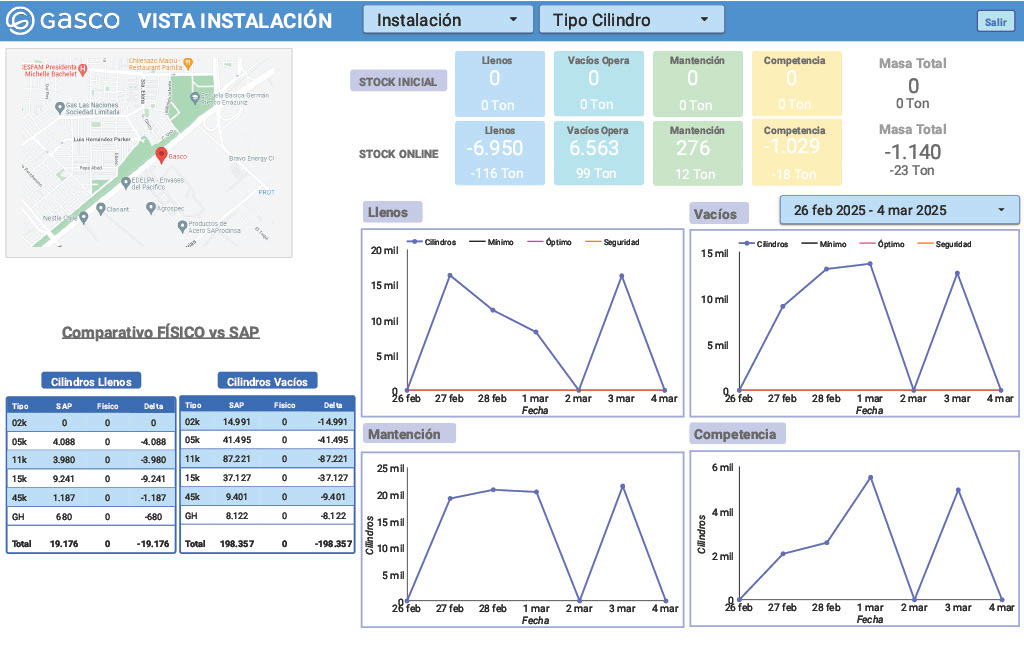 GASCO VISTA INSTALACIÓN Instalación Tipo Cilindro Salir
ESFAM Presidenta
Michelle Bachelet
Chilenazo Maipú -
Restaurant Parrilla
Gas Las Naciones
Sociedad Limitada
Escuela Básica German
Riesco Errazuriz
Sta. Elena
Luis Hernández Parker
Gasco
Bravo Energy Cl
Pepe Abad
EDELPA - Envases
del Pacífico
PROT
Nestlé Chile
Clariant
Agrospec
Productos de
Acero SAProdinsa
STOCK INICIAL
Llenos
0
0 Ton
Vacíos Opera
0
0 Ton
Mantención
0
0 Ton
Competencia
0
0 Ton
Masa Total
0
0 Ton
STOCK ONLINE
Llenos
-6.950
-116 Ton
Vacíos Opera
6.563
99 Ton
Mantención
276
12 Ton
Competencia
-1.029
-18 Ton
Masa Total
-1.140
-23 Ton
26 feb 2025 - 4 mar 2025
Llenos
Cilindros Mínimo Óptimo Seguridad
20 mil
15 mil
10 mil
5 mil
0
26 feb 27 feb 28 feb 1 mar 2 mar 3 mar 4 mar
Fecha
Vacíos
Cilindros Mínimo Óptimo Seguridad
15 mil
10 mil
5 mil
0
26 feb 27 feb 28 feb 1 mar 2 mar 3 mar 4 mar
Fecha
Comparativo FÍSICO vs SAP
Cilindros Llenos
Tipo SAP Físico Delta
02k 0 0 0
05k 4.088 0 -4.088
11k 3.980 0 -3.980
15k 9.241 0 -9.241
45k 1.187 0 -1.187
GH 680 0 -680
Total 19.176 0 -19.176
Cilindros Vacíos
Tipo SAP Físico Delta
02k 14.991 0 -14.991
05k 41.495 0 -41.495
11k 87.221 0 -87.221
15k 37.127 0 -37.127
45k 9.401 0 -9.401
GH 8.122 0 -8.122
Total 198.357 0 -198.357
Mantención
Cilindros
25 mil
20 mil
15 mil
10 mil
5 mil
0
26 feb 27 feb 28 feb 1 mar 2 mar 3 mar 4 mar
Fecha
Competencia
Cilindros
6 mil
4 mil
2 mil
0
26 feb 27 feb 28 feb 1 mar 2 mar 3 mar 4 mar
Fecha